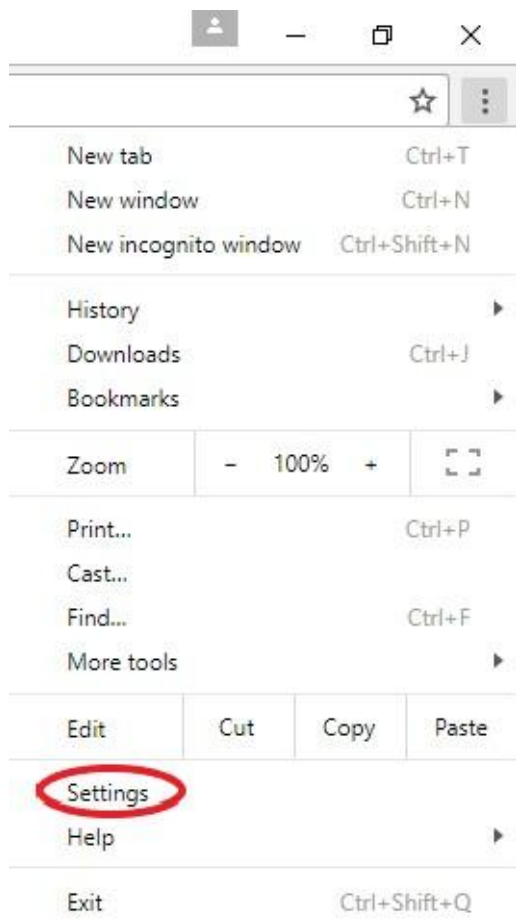 New tab Ctrl+T
New window Ctrl+N
New incognito window Ctrl+Shift+N
History
Downloads Ctrl+J
Bookmarks
Zoom - 100% +
Print... Ctrl+P
Cast...
Find... Ctrl+F
More tools
Edit Cut Copy Paste
Settings
Help
Exit Ctrl+Shift+Q